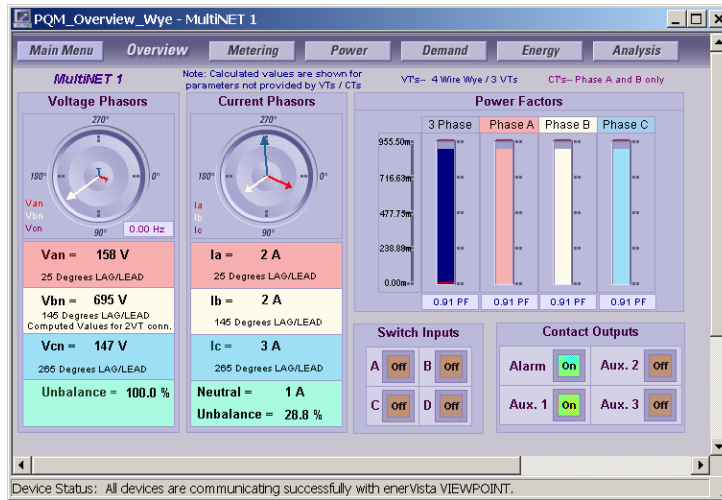 PQM_Overview_Wye - MultiNET 1
Main Menu Overview Metering Power Demand Energy Analysis
MultiNET 1
Note: Calculated values are shown for
parameters not provided by VTs / CTs
VT's-- 4 Wire Wye / 3 VTs
CT's-- Phase A and B only
Voltage Phasors
270°
180°
0°
Van
Vbn
Vcn
90°
0.00 Hz
Van = 158 V
25 Degrees LAG/LEAD
Vbn = 695 V
145 Degrees LAG/LEAD
Computed Values for 2VT conn.
Vcn = 147 V
265 Degrees LAG/LEAD
Unbalance = 100.0 %
Current Phasors
270°
180°
0°
Ia
Ib
Ic
90°
Ia = 2 A
25 Degrees LAG/LEAD
Ib = 2 A
145 Degrees LAG/LEAD
Ic = 3 A
265 Degrees LAG/LEAD
Neutral = 1 A
Unbalance = 28.8 %
Power Factors
3 Phase Phase A Phase B Phase C
955.50m
716.63m
477.75m
238.88m
0.00m
0.91 PF 0.91 PF 0.91 PF 0.91 PF
Switch Inputs
A Off B Off
C Off D Off
Contact Outputs
Alarm On Aux. 2 Off
Aux. 1 On Aux. 3 Off
Device Status: All devices are communicating successfully with enerVista VIEWPOINT.